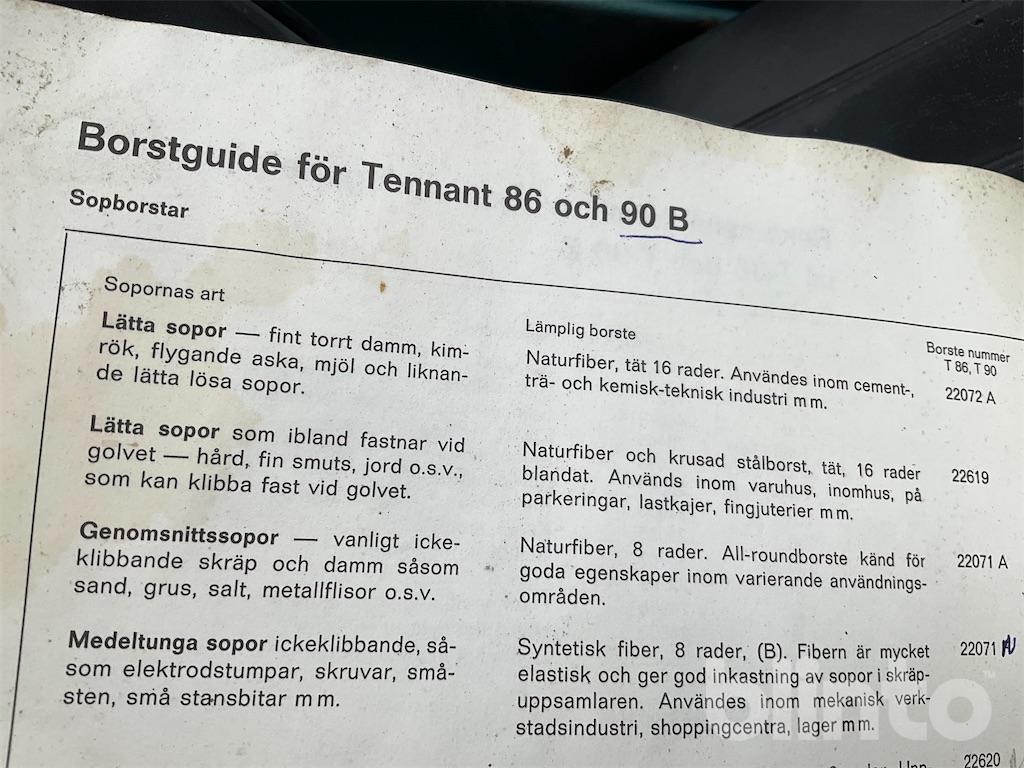 Borstguide för Tennant 86 och 90 B
Sopborstar
Sopornas art
Lätta sopor — fint torrt damm, kim-
rök, flygande aska, mjöl och liknan-
de lätta lösa sopor.
Lämplig borste
Naturfiber, tät 16 rader. Användes inom cement-,
trä- och kemisk-teknisk industri m m.
Borste nummer
T 86, T 90
22072 A
Lätta sopor som ibland fastnar vid
golvet — hård, fin smuts, jord o.s.v.,
som kan klibba fast vid golvet.
Naturfiber och krusad stålborst, tät, 16 rader
blandat. Används inom varuhus, inomhus, på
parkeringar, lastkajer, fingjuterier m m.
22619
Genomsnittssopor — vanligt icke-
klibbande skräp och damm såsom
sand, grus, salt, metallflisor o.s.v.
Naturfiber, 8 rader. All-roundborste känd för
goda egenskaper inom varierande användnings-
områden.
22071 A
Medeltunga sopor ickeklibbande, så-
som elektrodstumpar, skruvar, små-
sten, små stansbitar m m.
Syntetisk fiber, 8 rader, (B). Fibern är mycket
elastisk och ger god inkastning av sopor i skräp-
uppsamlaren. Användes inom mekanisk verk-
stadsindustri, shoppingcentra, lager m m.
22071
22620
blinto